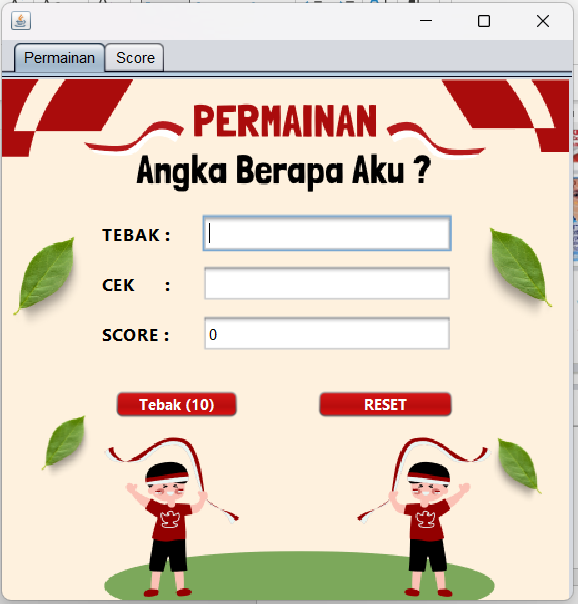 Permainan Score
PERMAINAN
Angka Berapa Aku ?
TEBAK :
CEK :
SCORE : 0
Tebak (10) RESET